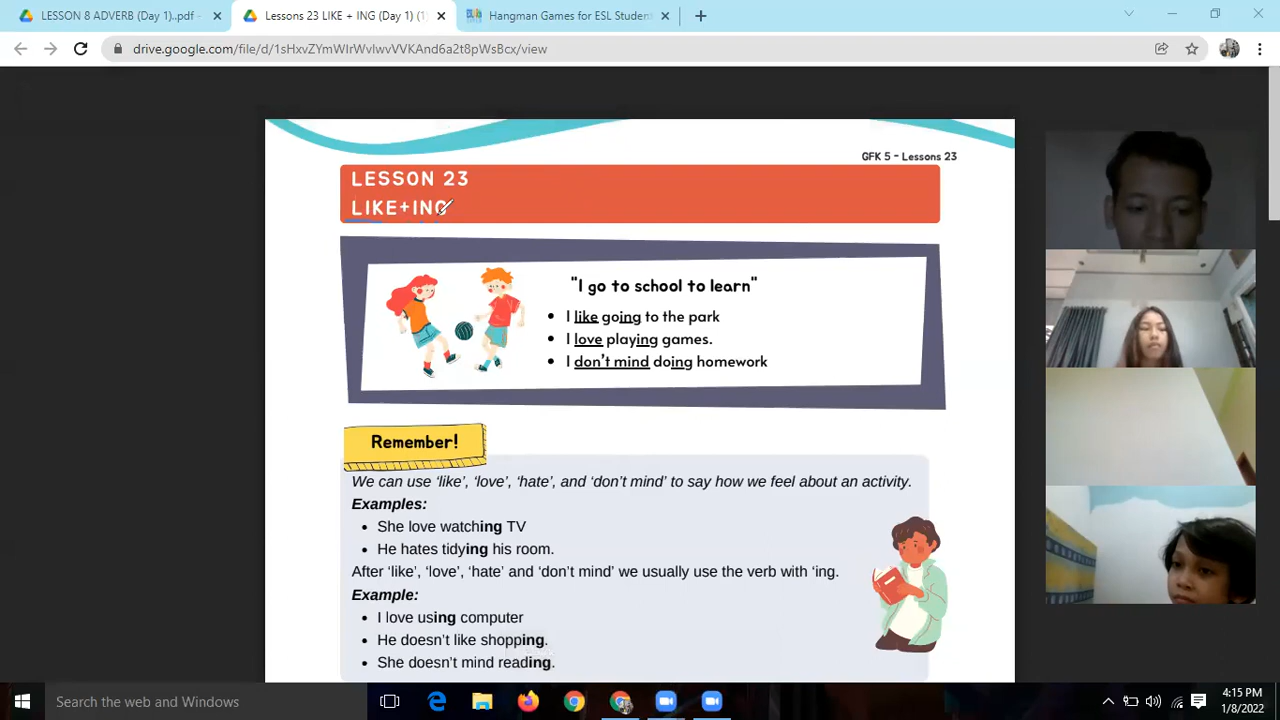 LESSON 8 ADVERB (Day 1)..pdf
Lessons 23 LIKE + ING (Day 1) (1
Hangman Games for ESL Student
drive.google.com/file/d/1sHxvZYmWIrWvIwvVVKAnd6a2t8pWsBcx/view
GFK 5 - Lessons 23
LESSON 23
LIKE+ING
"I go to school to learn"
• I like going to the park
• I love playing games.
• I don't mind doing homework
Remember!
We can use 'like', 'love', 'hate', and 'don't mind' to say how we feel about an activity.
Examples:
• She love watching TV
• He hates tidying his room.
After 'like', 'love', 'hate' and 'don't mind' we usually use the verb with 'ing.
Example:
• I love using computer
• He doesn't like shopping.
• She doesn't mind reading.
Search the web and Windows
4:15 PM
1/8/2022